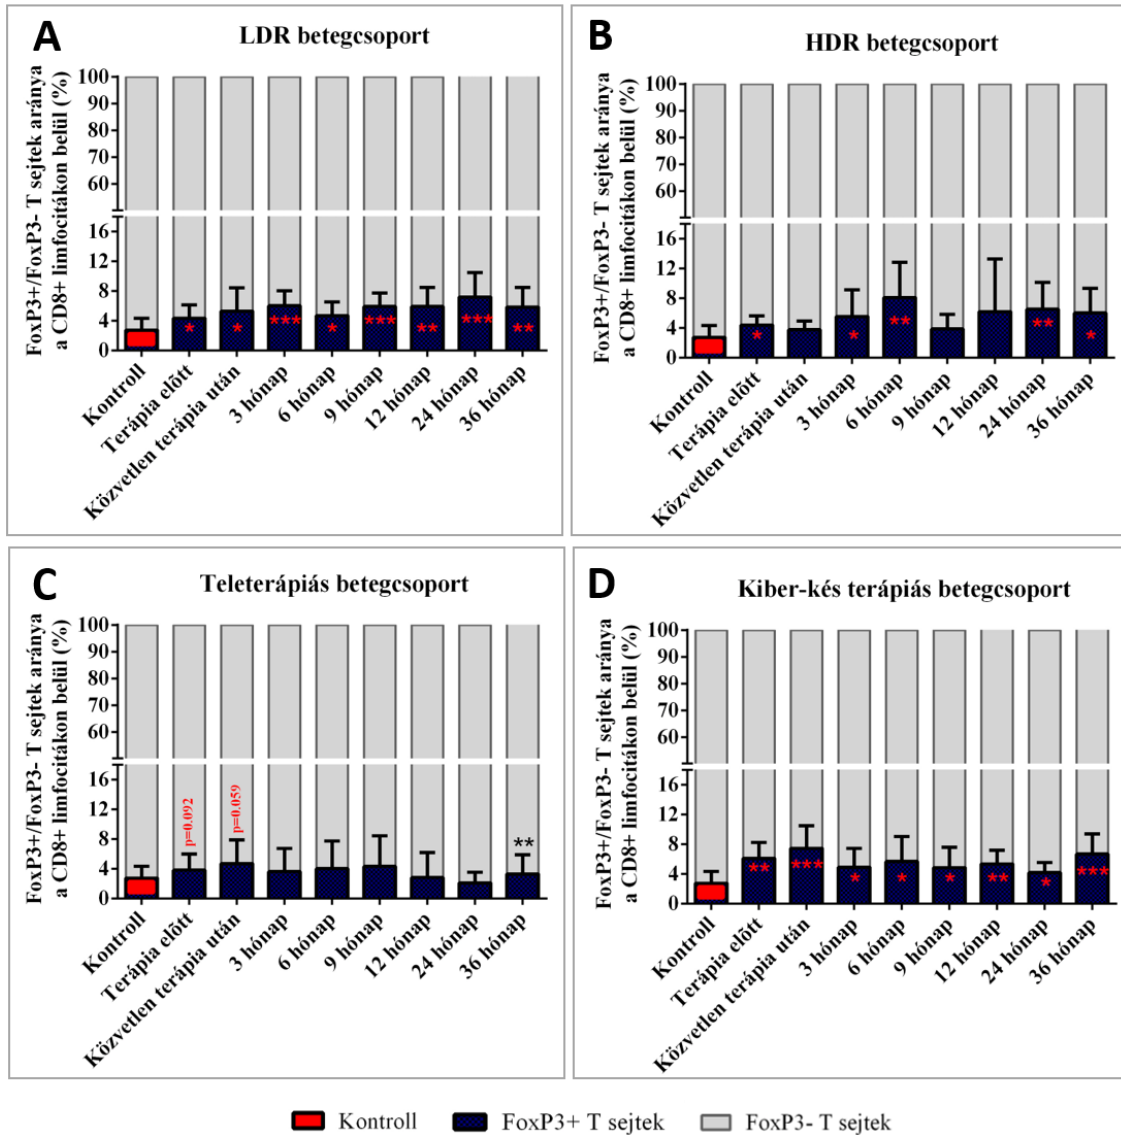 A
LDR betegcsoport
FoxP3+/FoxP3- T sejtek aránya
a CD8+ limfocitákon belül (%)
100
90
80
70
60
16
12
8
4
0
*
*
***
*
***
**
***
**
Kontroll
Terápia előtt
Közvetlen terápia után
3 hónap
6 hónap
9 hónap
12 hónap
24 hónap
36 hónap
B
HDR betegcsoport
FoxP3+/FoxP3- T sejtek aránya
a CD8+ limfocitákon belül (%)
100
90
80
70
60
16
12
8
4
0
*
*
**
**
*
Kontroll
Terápia előtt
Közvetlen terápia után
3 hónap
6 hónap
9 hónap
12 hónap
24 hónap
36 hónap
C
Teleterápiás betegcsoport
FoxP3+/FoxP3- T sejtek aránya
a CD8+ limfocitákon belül (%)
100
90
80
70
60
16
12
8
4
0
p=0.092
p=0.059
**
Kontroll
Terápia előtt
Közvetlen terápia után
3 hónap
6 hónap
9 hónap
12 hónap
24 hónap
36 hónap
D
Kiber-kés terápiás betegcsoport
FoxP3+/FoxP3- T sejtek aránya
a CD8+ limfocitákon belül (%)
100
90
80
70
60
16
12
8
4
0
**
***
*
*
*
**
*
***
Kontroll
Terápia előtt
Közvetlen terápia után
3 hónap
6 hónap
9 hónap
12 hónap
24 hónap
36 hónap
Kontroll
FoxP3+ T sejtek
FoxP3- T sejtek